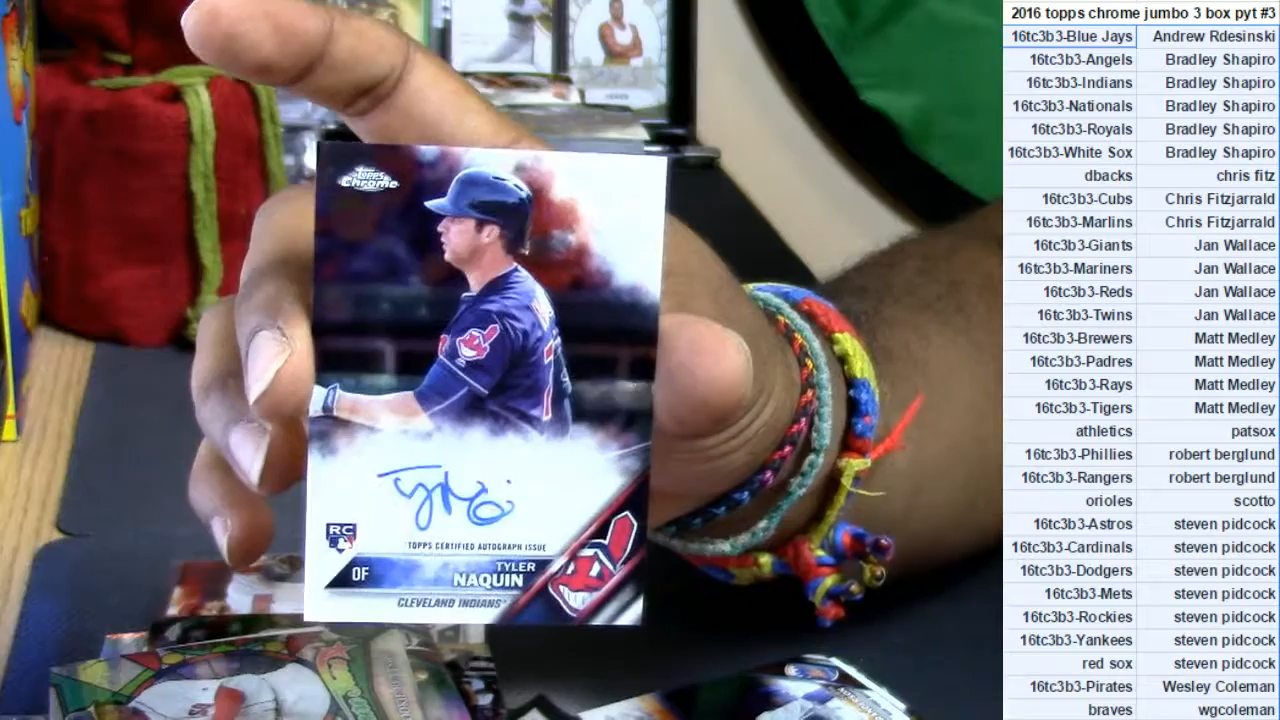 topps
Chrome
RC
TOPPS CERTIFIED AUTOGRAPH ISSUE
OF
TYLER
NAQUIN
CLEVELAND INDIANS
2016 topps chrome jumbo 3 box pyt #3
16tc3b3-Blue Jays Andrew Rdesinski
16tc3b3-Angels Bradley Shapiro
16tc3b3-Indians Bradley Shapiro
16tc3b3-Nationals Bradley Shapiro
16tc3b3-Royals Bradley Shapiro
16tc3b3-White Sox Bradley Shapiro
dbacks chris fitz
16tc3b3-Cubs Chris Fitzjarrald
16tc3b3-Marlins Chris Fitzjarrald
16tc3b3-Giants Jan Wallace
16tc3b3-Mariners Jan Wallace
16tc3b3-Reds Jan Wallace
16tc3b3-Twins Jan Wallace
16tc3b3-Brewers Matt Medley
16tc3b3-Padres Matt Medley
16tc3b3-Rays Matt Medley
16tc3b3-Tigers Matt Medley
athletics patsox
16tc3b3-Phillies robert berglund
16tc3b3-Rangers robert berglund
orioles scotto
16tc3b3-Astros steven pidcock
16tc3b3-Cardinals steven pidcock
16tc3b3-Dodgers steven pidcock
16tc3b3-Mets steven pidcock
16tc3b3-Rockies steven pidcock
16tc3b3-Yankees steven pidcock
red sox steven pidcock
16tc3b3-Pirates Wesley Coleman
braves wgcoleman